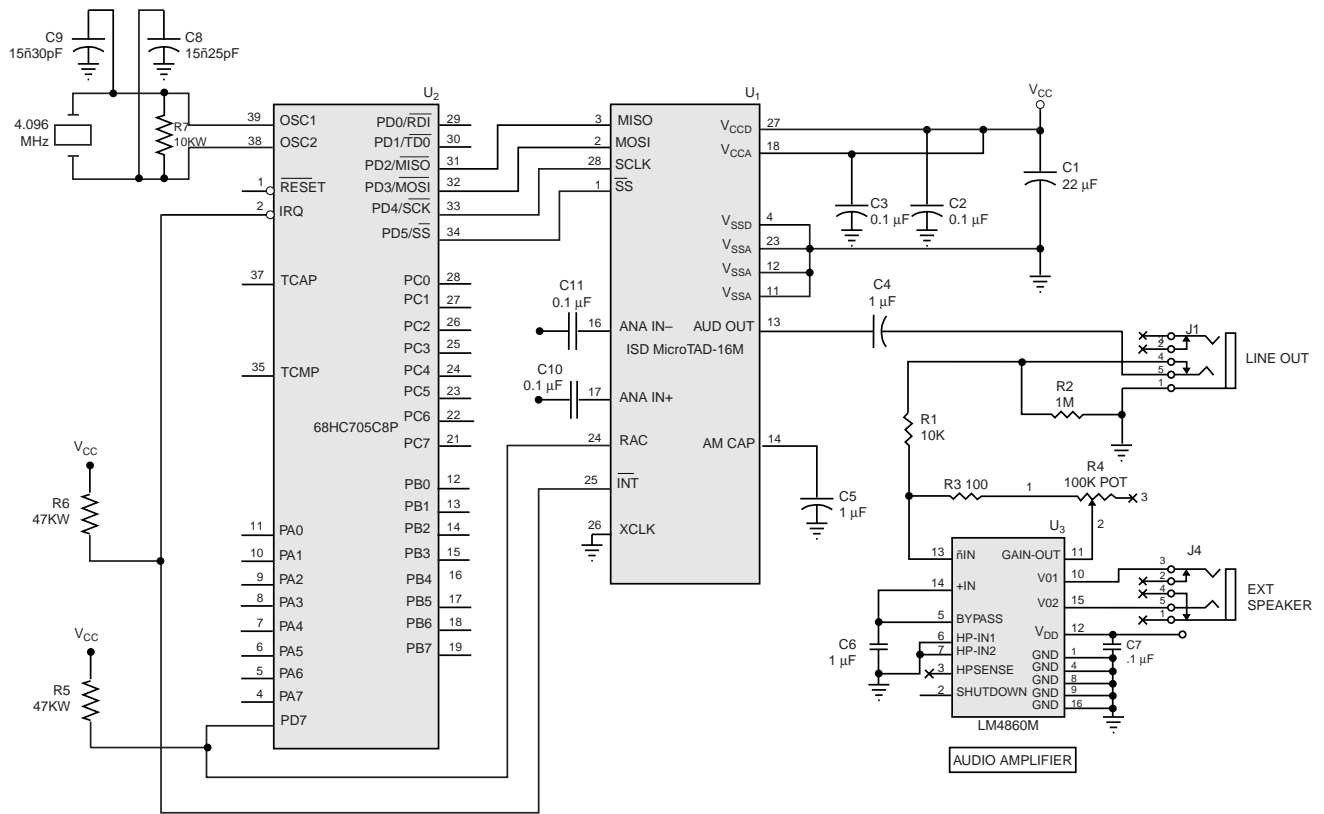 C9
15ñ30pF
C8
15ñ25pF
4.096
MHz
R7
10KW
U2
39 OSC1
38 OSC2
1 RESET
2 IRQ
37 TCAP
35 TCMP
68HC705C8P
11 PA0
10 PA1
9 PA2
8 PA3
7 PA4
6 PA5
5 PA6
4 PA7
PD7
PD0/RDI 29
PD1/TD0 30
PD2/MISO 31
PD3/MOSI 32
PD4/SCK 33
PD5/SS 34
PC0 28
PC1 27
PC2 26
PC3 25
PC4 24
PC5 23
PC6 22
PC7 21
PB0 12
PB1 13
PB2 14
PB3 15
PB4 16
PB5 17
PB6 18
PB7 19
VCC
R6
47KW
VCC
R5
47KW
U1
3 MISO
2 MOSI
28 SCLK
1 SS
C11
0.1 µF
16 ANA IN–
ISD MicroTAD-16M
C10
0.1 µF
17 ANA IN+
24 RAC
25 INT
26 XCLK
VCCD 27
VCCA 18
VSSD 4
VSSA 23
VSSA 12
VSSA 11
AUD OUT 13
AM CAP 14
VCC
C1
22 µF
C3
0.1 µF
C2
0.1 µF
C4
1 µF
C5
1 µF
J1
3
2
4
5
1
LINE OUT
R2
1M
R1
10K
R3 100
1
R4
100K POT
3
2
U3
13 ñIN
14 +IN
5 BYPASS
6 HP-IN1
7 HP-IN2
3 HPSENSE
2 SHUTDOWN
GAIN-OUT 11
V01 10
V02 15
VDD 12
GND 1
GND 4
GND 8
GND 9
GND 16
LM4860M
C6
1 µF
C7
.1 µF
J4
3
2
4
5
1
EXT
SPEAKER
AUDIO AMPLIFIER